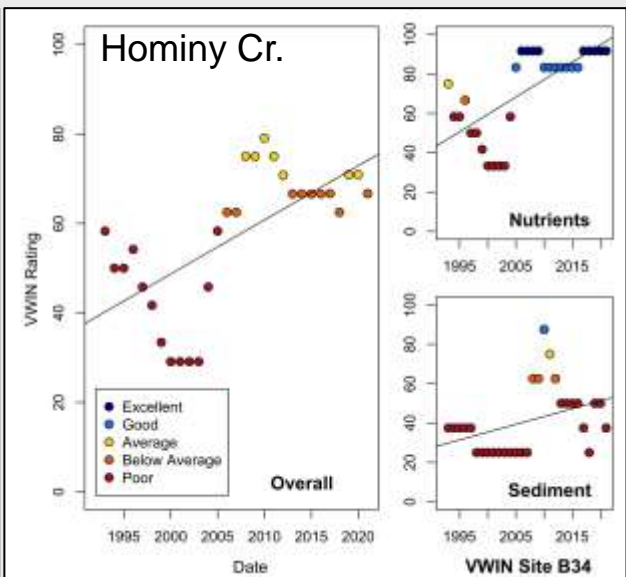 Hominy Cr.
VWIN Rating
100
80
60
40
20
0
Excellent
Good
Average
Below Average
Poor
Overall
1995
2000
2005
2010
2015
2020
Date
100
80
60
40
20
0
Nutrients
1995
2005
2015
100
80
60
40
20
0
Sediment
1995
2005
2015
VWIN Site B34